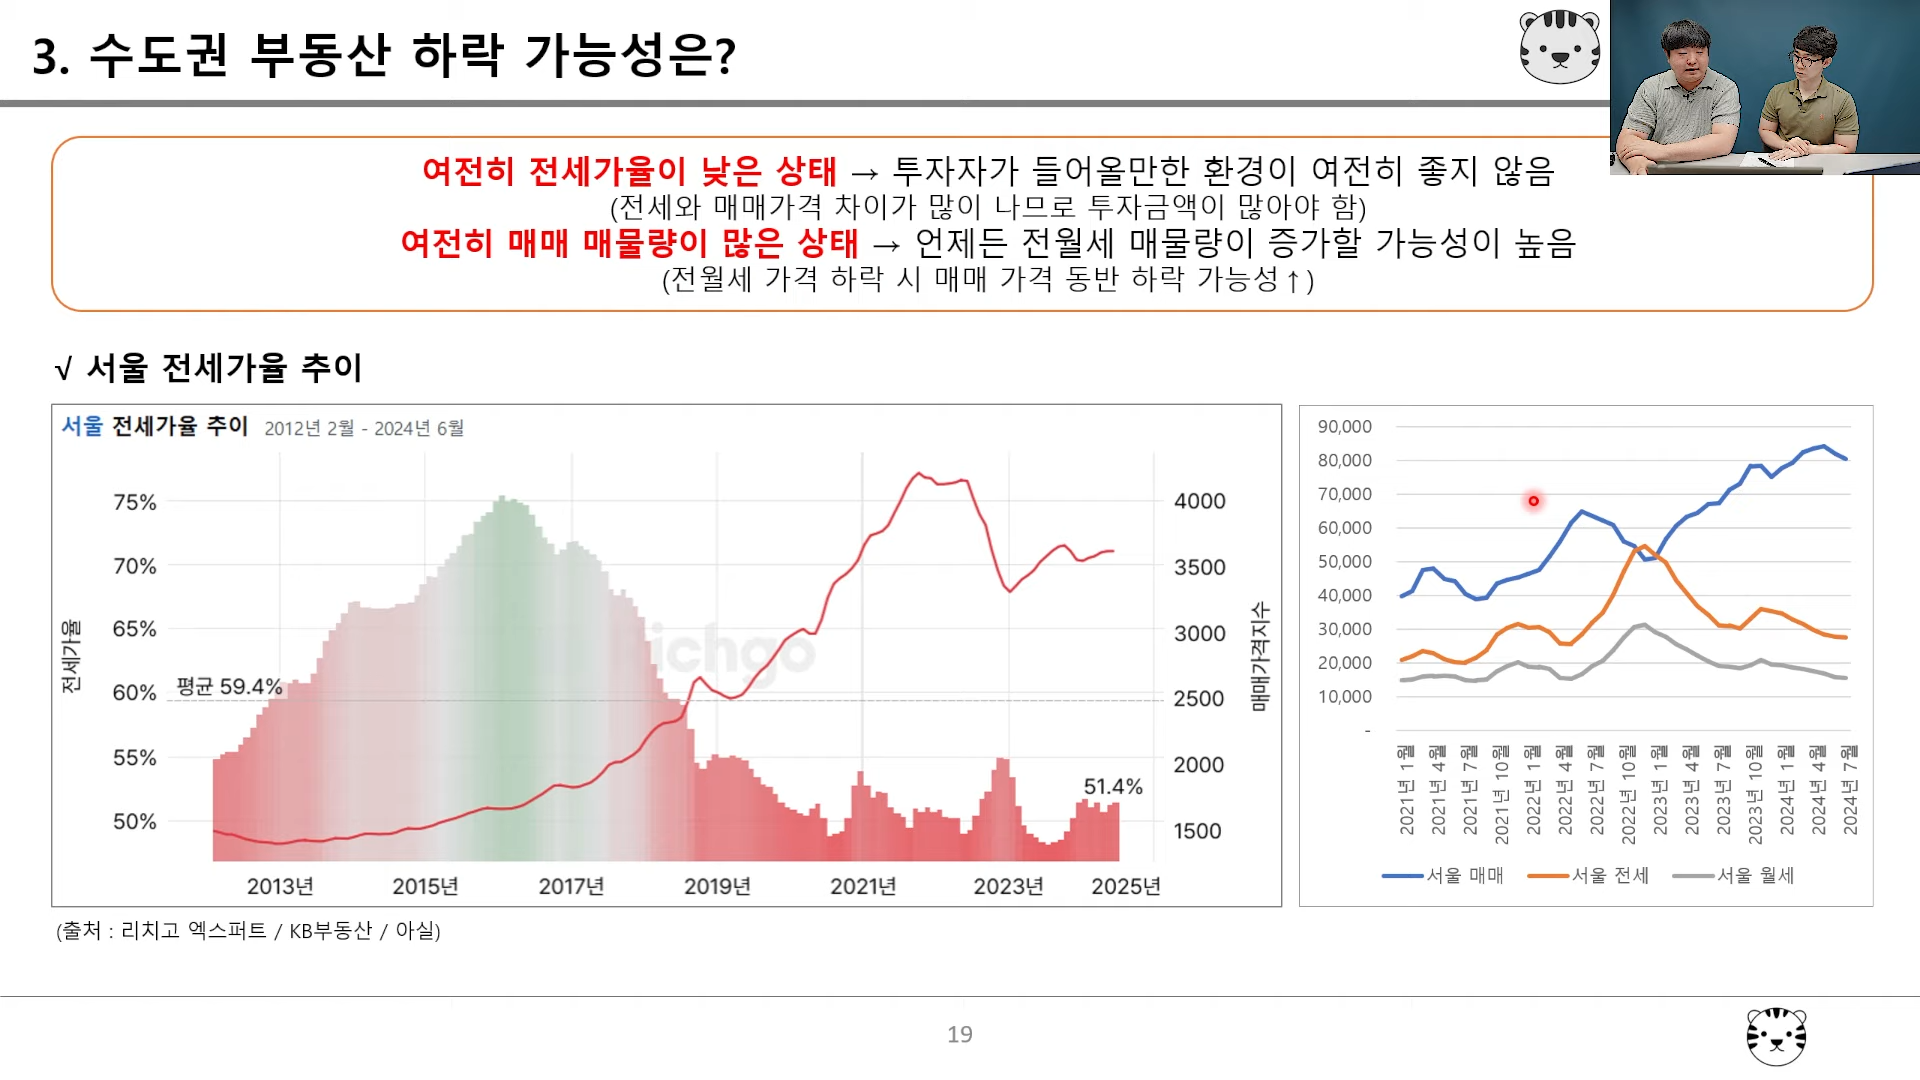 3. 수도권 부동산 하락 가능성은?
여전히 전세가율이 낮은 상태 → 투자자가 들어올만한 환경이 여전히 좋지 않음
(전세와 매매가격 차이가 많이 나므로 투자금액이 많아야 함)
여전히 매매 매물량이 많은 상태 → 언제든 전월세 매물량이 증가할 가능성이 높음
(전월세 가격 하락 시 매매 가격 동반 하락 가능성↑)
√ 서울 전세가율 추이
서울 전세가율 추이 2012년 2월 - 2024년 6월
전세가율
75%
70%
65%
60%
55%
50%
평균 59.4%
51.4%
ichgo
4000
3500
3000
2500
2000
1500
매매가격지수
2013년 2015년 2017년 2019년 2021년 2023년 2025년
90,000
80,000
70,000
60,000
50,000
40,000
30,000
20,000
10,000
-
2021년 1월
2021년 4월
2021년 7월
2021년 10월
2022년 1월
2022년 4월
2022년 7월
2022년 10월
2023년 1월
2023년 4월
2023년 7월
2023년 10월
2024년 1월
2024년 4월
2024년 7월
서울 매매 서울 전세 서울 월세
(출처 : 리치고 엑스퍼트 / KB부동산 / 아실)
19